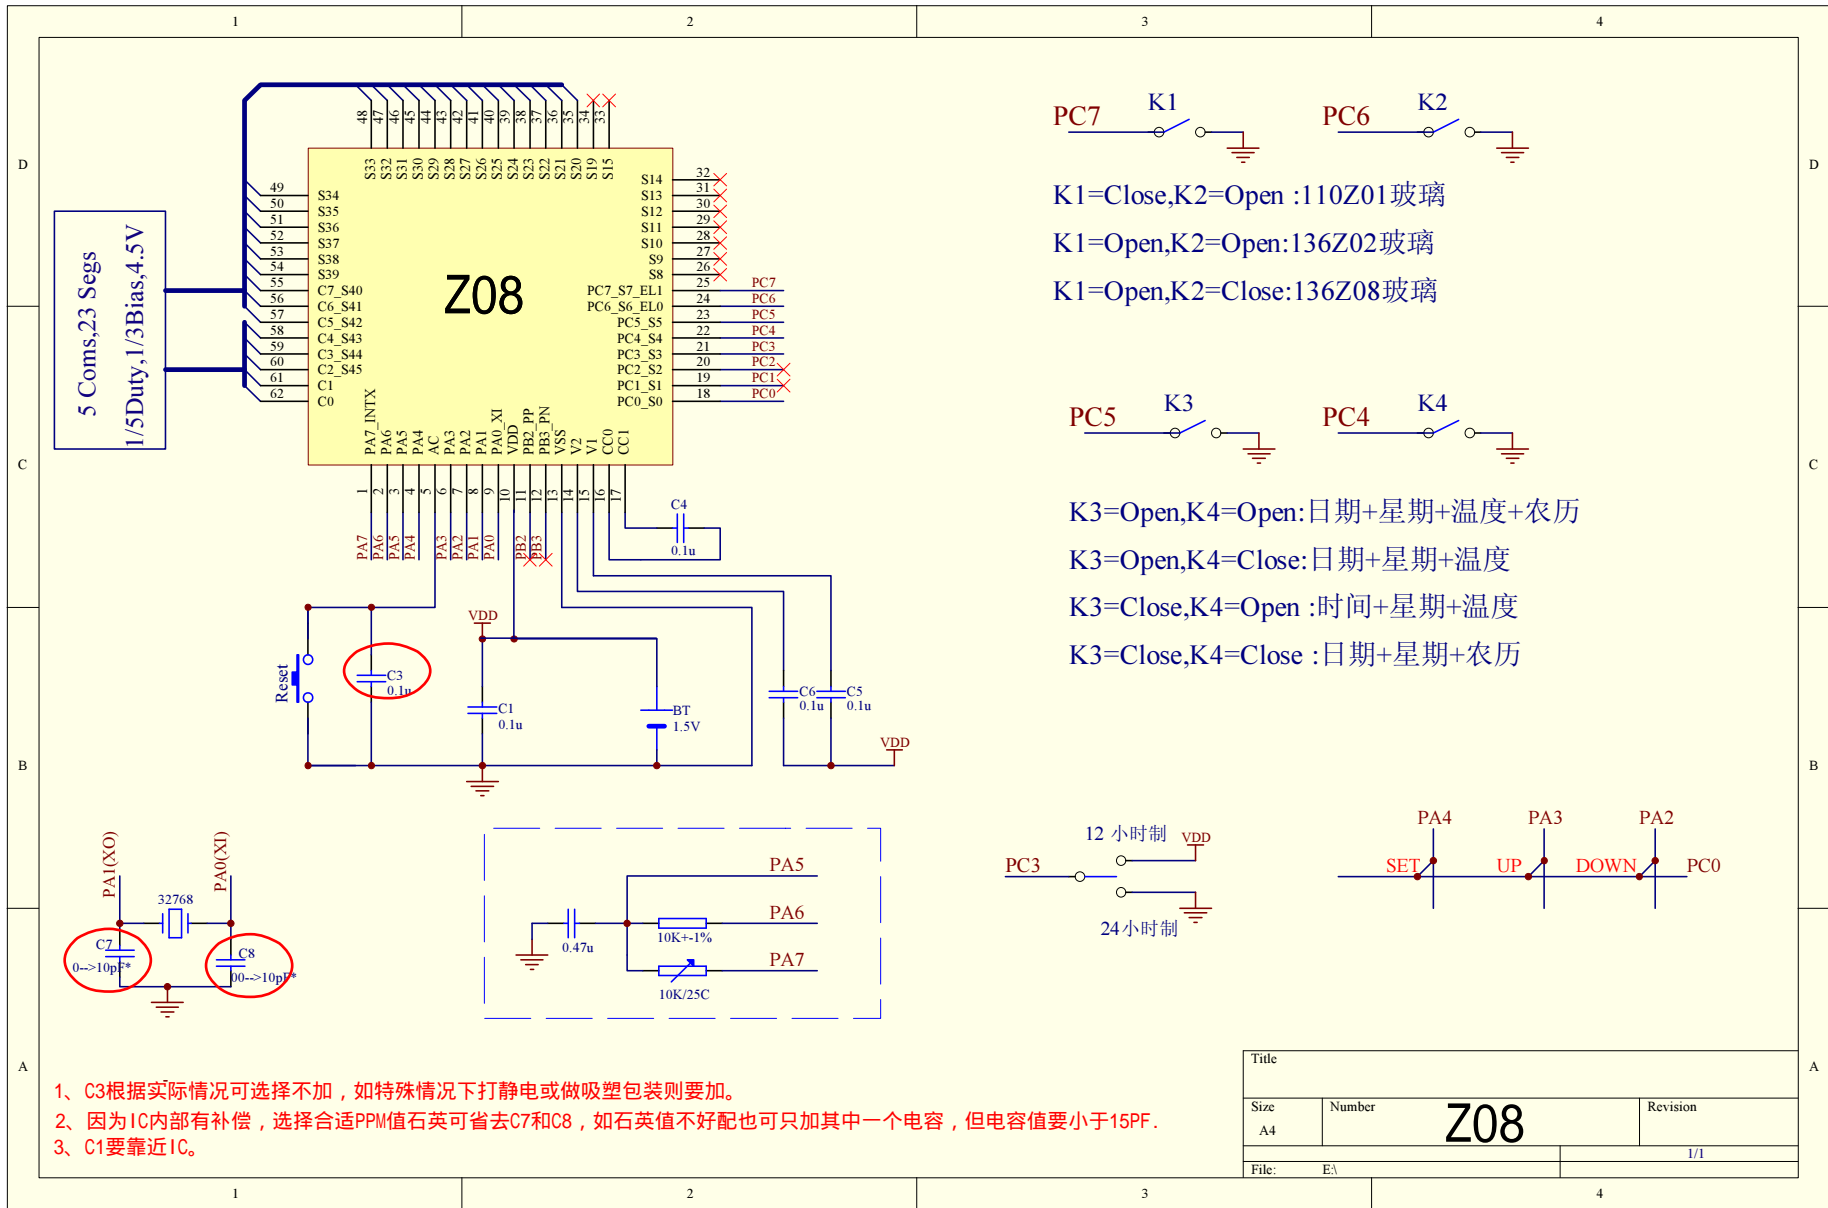 1 2 3 4
D
C
B
A
48 47 46 45 44 43 42 41 40 39 38 37 36 35 34 33
S33 S32 S31 S30 S29 S28 S27 S26 S25 S24 S23 S22 S21 S20 S19 S15
49 S34
50 S35
51 S36
52 S37
53 S38
54 S39
55 C7_S40
56 C6_S41
57 C5_S42
58 C4_S43
59 C3_S44
60 C2_S45
61 C1
62 C0
5 Coms,23 Segs
1/5Duty,1/3Bias,4.5V
Z08
S14 32
S13 31
S12 30
S11 29
S10 28
S9 27
S8 26
PC7_S7_EL1 25 PC7
PC6_S6_EL0 24 PC6
PC5_S5 23 PC5
PC4_S4 22 PC4
PC3_S3 21 PC3
PC2_S2 20 PC2
PC1_S1 19 PC1
PC0_S0 18 PC0
PA7_INTX PA6 PA5 PA4 AC PA3 PA2 PA1 PA0_XI VDD PB2_PP PB3_PN VSS V2 V1 CC0 CC1
1 2 3 4 5 6 7 8 9 10 11 12 13 14 15 16 17
PA7 PA6 PA5 PA4 PA3 PA2 PA1 PA0 PB2 PB3
C4
0.1u
Reset
C3
0.1u
VDD
C1
0.1u
BT
1.5V
C6
0.1u
C5
0.1u
VDD
PC7 K1
PC6 K2
K1=Close,K2=Open :110Z01玻璃
K1=Open,K2=Open:136Z02玻璃
K1=Open,K2=Close:136Z08玻璃
PC5 K3
PC4 K4
K3=Open,K4=Open:日期+星期+温度+农历
K3=Open,K4=Close:日期+星期+温度
K3=Close,K4=Open :时间+星期+温度
K3=Close,K4=Close :日期+星期+农历
PA1(XO)
PA0(XI)
32768
C7
0-->10pF*
C8
00-->10pF*
PA5
PA6
PA7
0.47u
10K+-1%
10K/25C
12 小时制
VDD
PC3
24小时制
PA4 PA3 PA2
SET UP DOWN PC0
1、C3根据实际情况可选择不加，如特殊情况下打静电或做吸塑包装则要加。
2、因为IC内部有补偿，选择合适PPM值石英可省去C7和C8，如石英值不好配也可只加其中一个电容，但电容值要小于15PF.
3、C1要靠近IC。
Title
Size
A4
Number
Z08
Revision
1/1
File: E:\
D
C
B
A
1 2 3 4